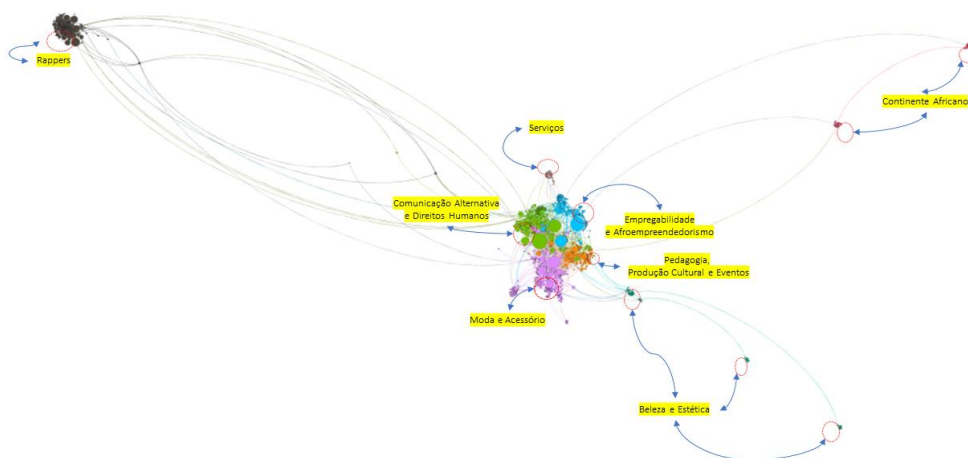 Rappers
Continente Africano
Serviços
Comunicação Alternativa
e Direitos Humanos
Empregabilidade
e Afroempreendedorismo
Pedagogia,
Produção Cultural e Eventos
Moda e Acessório
Beleza e Estética